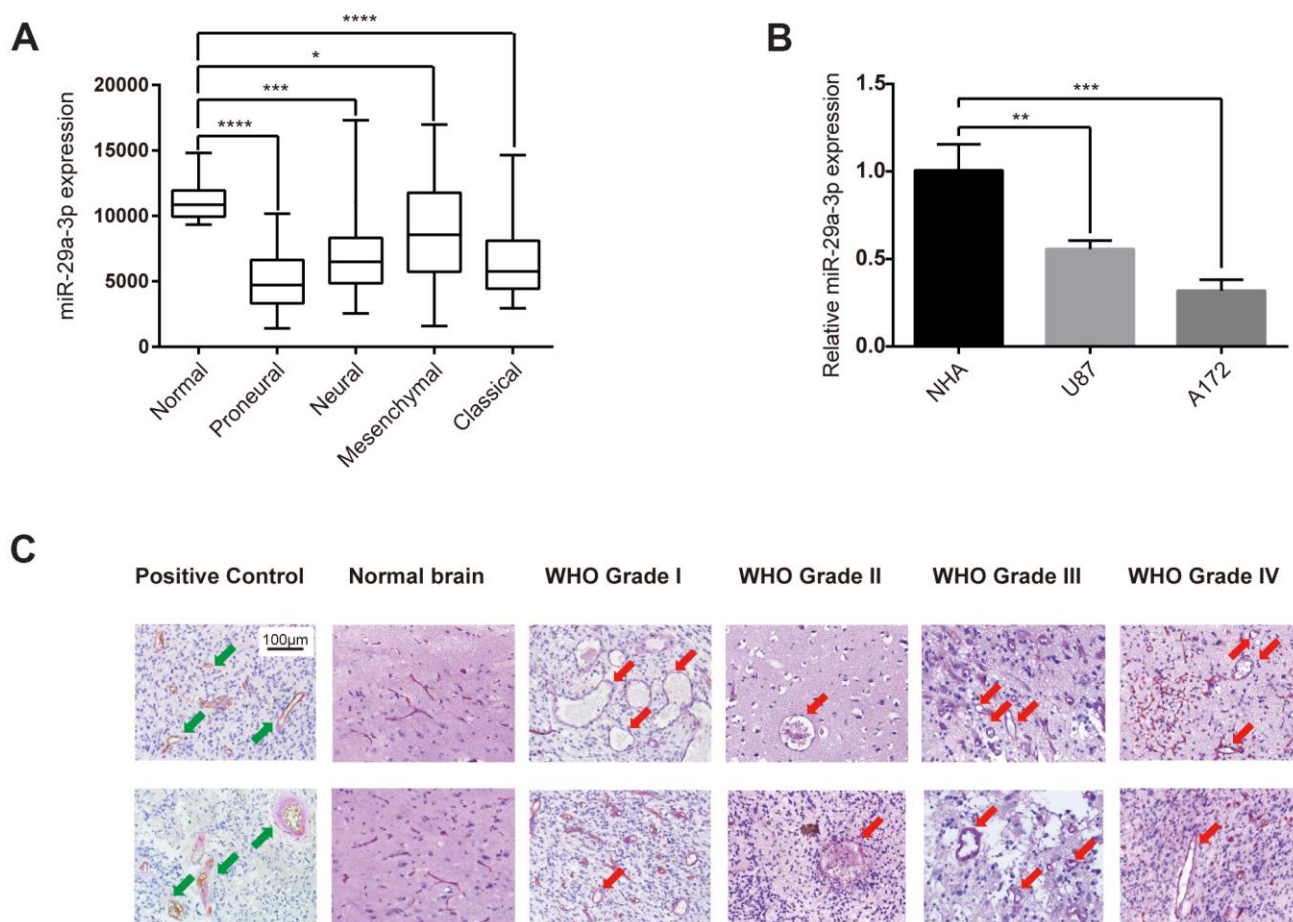 A
****
*
***
****
miR-29a-3p expression
20000
15000
10000
5000
0
Normal
Proneural
Neural
Mesenchymal
Classical
B
***
**
Relative miR-29a-3p expression
1.5
1.0
0.5
0.0
NHA
U87
A172
C
Positive Control
Normal brain
WHO Grade I
WHO Grade II
WHO Grade III
WHO Grade IV
100μm